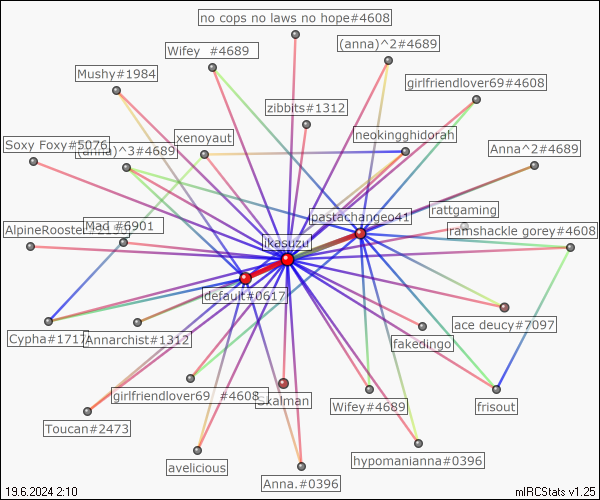 no cops no laws no hope#4608
Wifey #4689
(anna)^2#4689
Mushy#1984
girlfriendlover69#4608
zibbits#1312
xenoyaut
neokingghidorah
Soxy Foxy#5076
(anna)^3#4689
Anna^2#4689
rattgaming
pastachangeo41
Mad #6901
ramshackle gorey#4608
AlpineRooster
ikasuzu
default#0617
ace deucy#7097
Cypha#1717
Annarchist#1312
fakedingo
girlfriendlover69 #4608
Skalman
Wifey#4689
frisout
Toucan#2473
hypomanianna#0396
avelicious
Anna.#0396
19.6.2024 2:10
mIRCStats v1.25